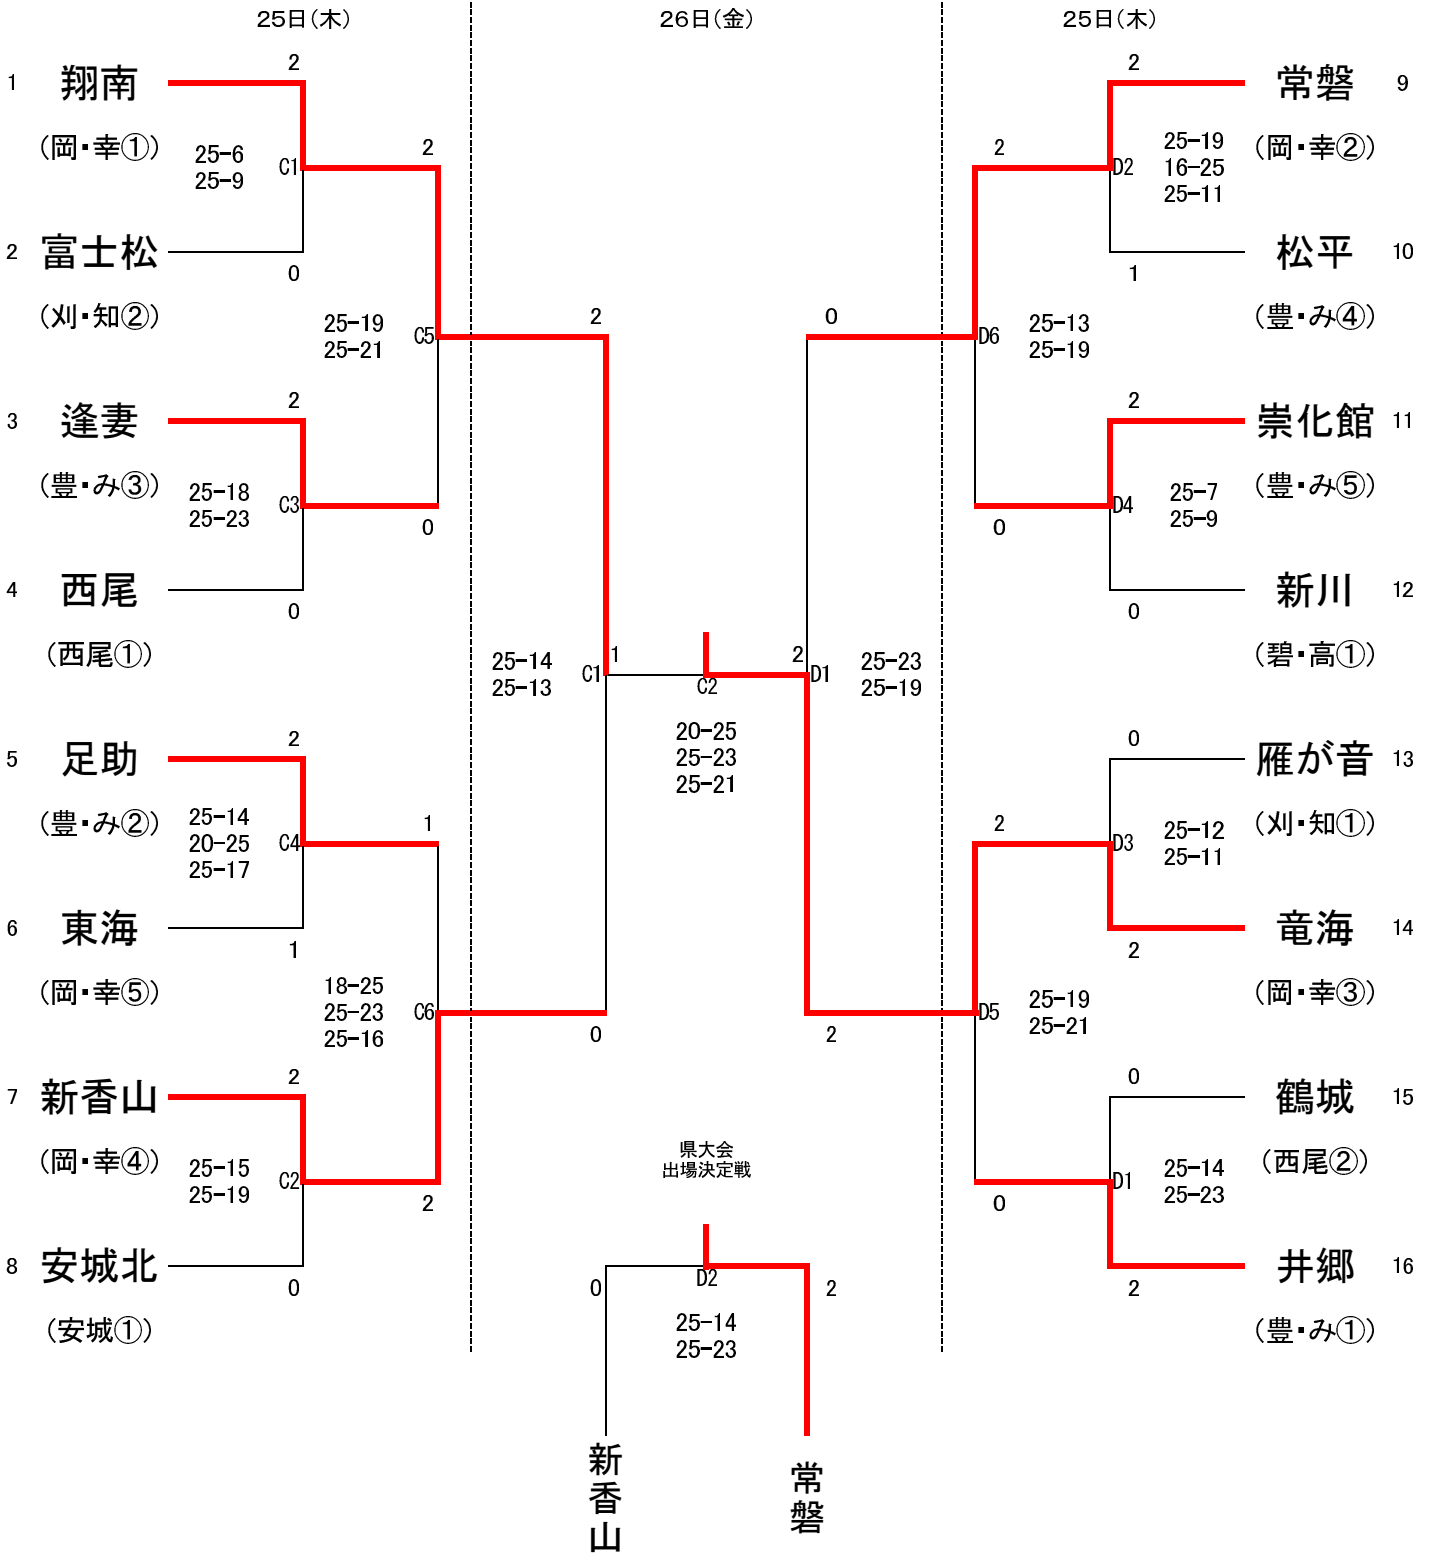 25日(木)
26日(金)
25日(木)
1 翔南
(岡・幸①)
2 富士松
(刈・知②)
3 逢妻
(豊・み③)
4 西尾
(西尾①)
5 足助
(豊・み②)
6 東海
(岡・幸⑤)
7 新香山
(岡・幸④)
8 安城北
(安城①)
2
25-6
25-9
C1
0
2
25-18
25-23
C3
0
2
25-14
20-25
25-17
C4
1
2
25-15
25-19
C2
0
2
25-19
25-21
C5
0
1
18-25
25-23
25-16
C6
2
2
25-14
25-13
C1
0
1
2
C2
20-25
25-23
25-21
0
D1
25-23
25-19
2
2
D6
25-13
25-19
0
2
D5
25-19
25-21
0
2
D2
25-19
16-25
25-11
1
2
D4
25-7
25-9
0
0
D3
25-12
25-11
2
0
D1
25-14
25-23
2
常磐 9
(岡・幸②)
松平 10
(豊・み④)
崇化館 11
(豊・み⑤)
新川 12
(碧・高①)
雁が音 13
(刈・知①)
竜海 14
(岡・幸③)
鶴城 15
(西尾②)
井郷 16
(豊・み①)
県大会
出場決定戦
0
D2
2
25-14
25-23
新香山
常磐